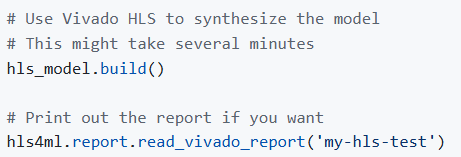 # Use Vivado HLS to synthesize the model
# This might take several minutes
hls_model.build()
# Print out the report if you want
hls4ml.report.read_vivado_report('my-hls-test')